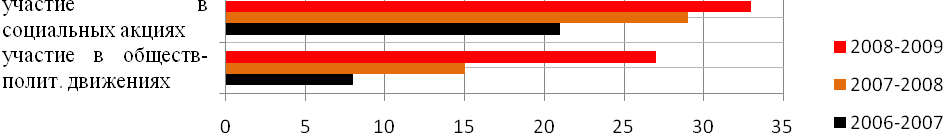 участие в
социальных акциях
участие в обществ-
полит. движениях
0 5 10 15 20 25 30 35
2008-2009
2007-2008
2006-2007